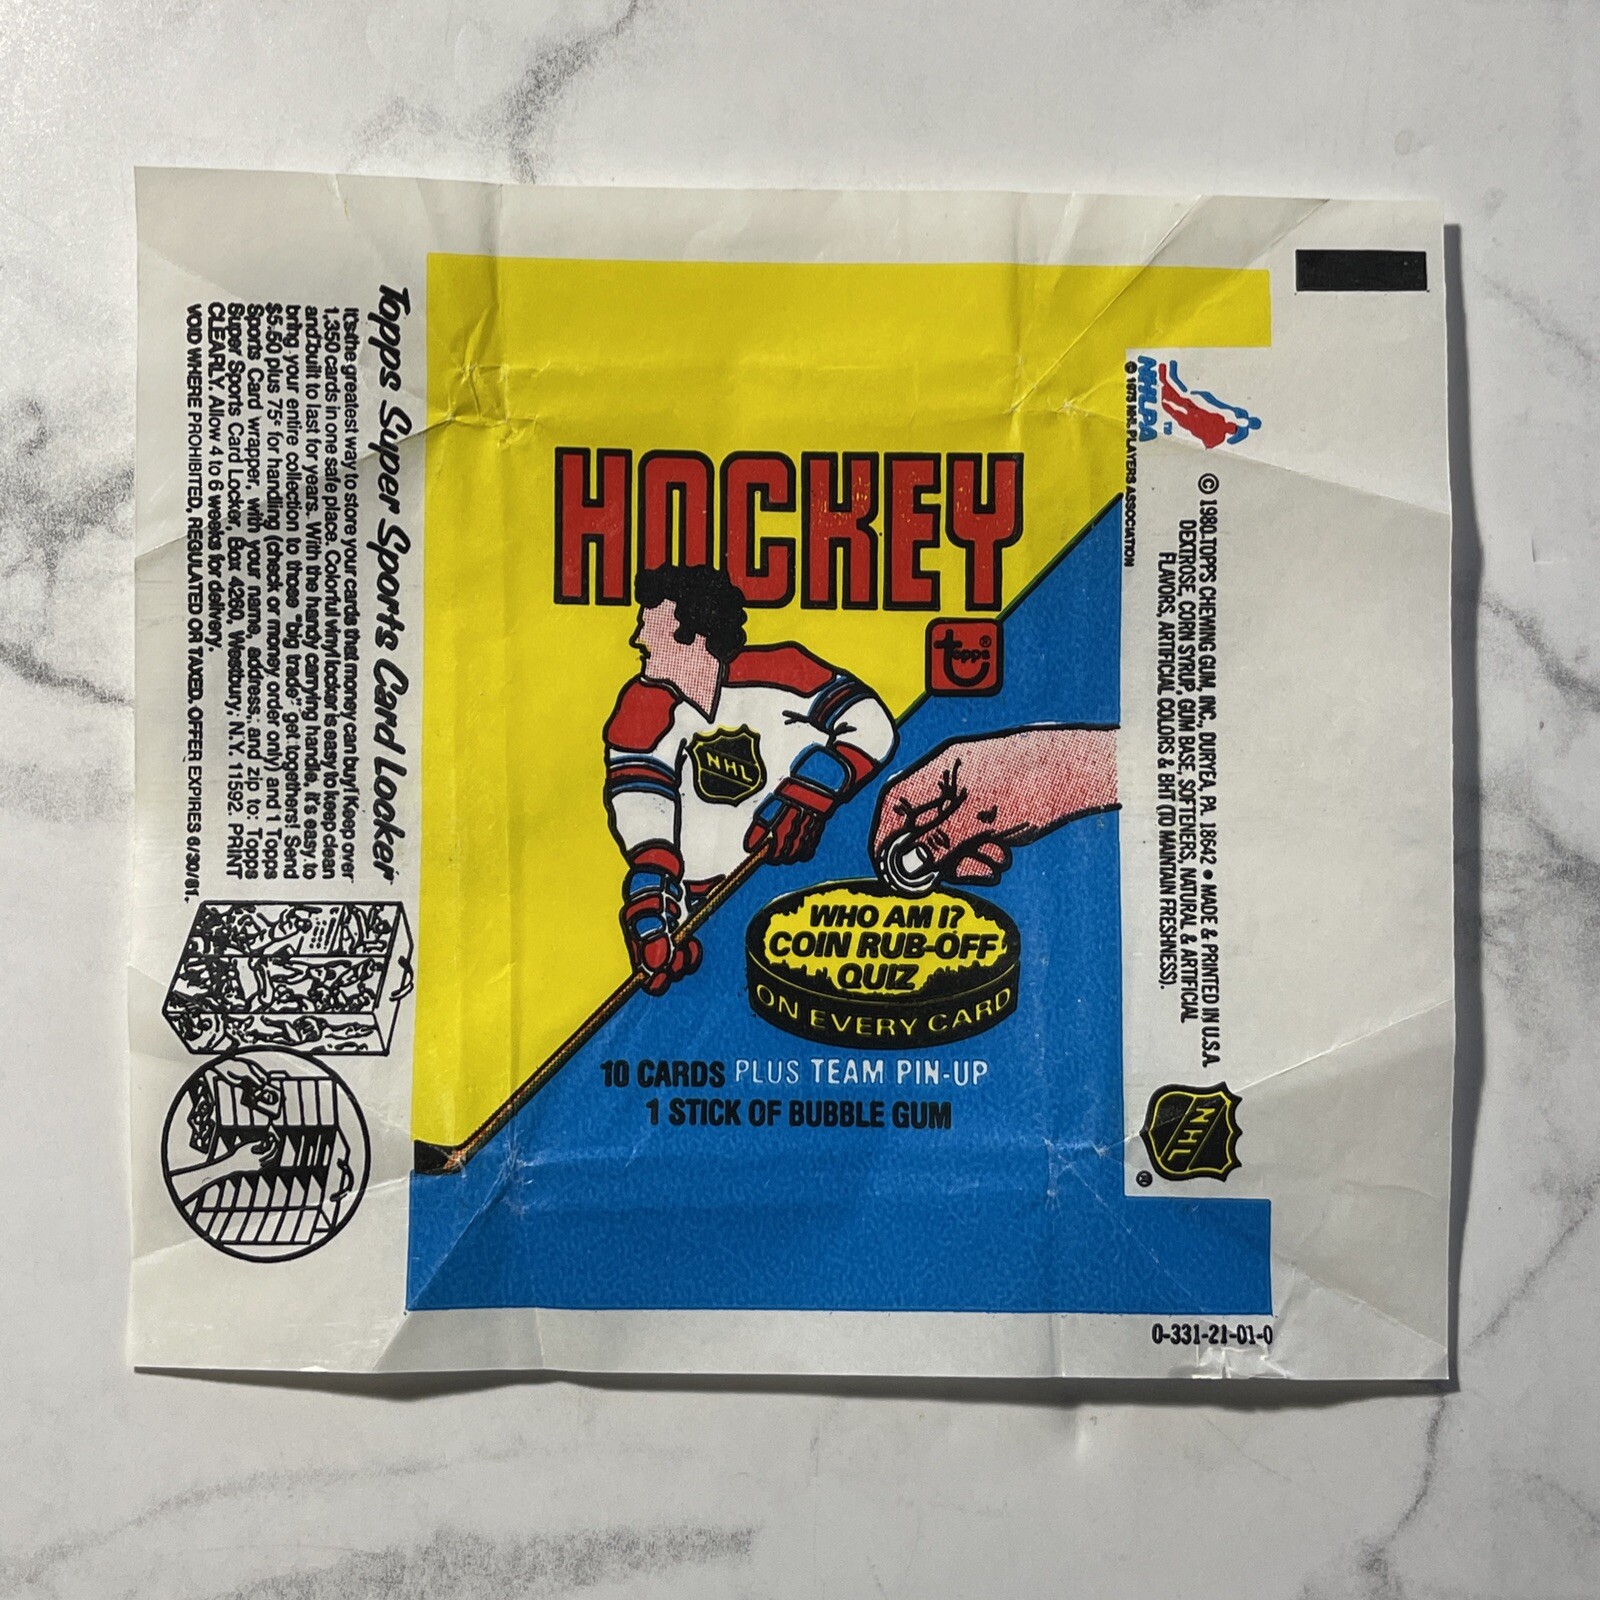 HOCKEY
topps®
NHL
WHO AM I?
COIN RUB-OFF
QUIZ
ON EVERY CARD
10 CARDS PLUS TEAM PIN-UP
1 STICK OF BUBBLE GUM
Topps Super Sports Card Locker
It's the greatest way to store your cards that money can buy! Keep over
1,350 cards in one safe place. Colorful vinyl locker is easy to keep clean
and built to last for years. With the handy carrying handle, it's easy to
bring your entire collection to those "big trade" get togethers! Send
$5.50 plus 75¢ for handling (check or money order only) and 1 Topps
Sports Card wrapper, with your name, address, and zip to: Topps
Super Sports Card Locker, Box 4260, Westbury, N.Y. 11592. PRINT
CLEARLY. Allow 4 to 6 weeks for delivery.
VOID WHERE PROHIBITED, REGULATED OR TAXED. OFFER EXPIRES 6/30/81.
NHLPA™
© 1978 NHL PLAYERS ASSOCIATION
© 1980 TOPPS CHEWING GUM, INC., DURYEA, PA. 18642 • MADE & PRINTED IN U.S.A.
DEXTROSE, CORN SYRUP, GUM BASE, SOFTENERS, NATURAL & ARTIFICIAL
FLAVORS, ARTIFICIAL COLORS & BHT (TO MAINTAIN FRESHNESS).
NHL
®
0-331-21-01-0